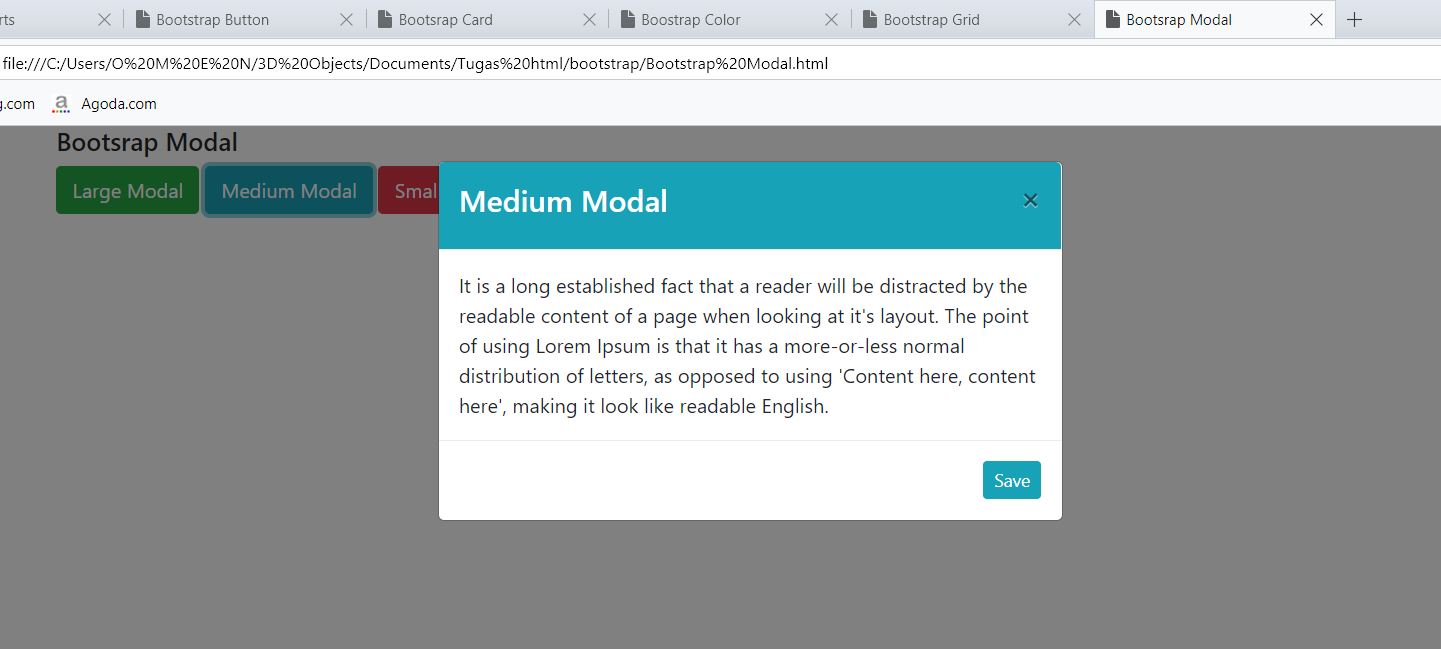 Bootstrap Button
Bootsrap Card
Boostrap Color
Bootstrap Grid
Bootsrap Modal
file:///C:/Users/O%20M%20E%20N/3D%20Objects/Documents/Tugas%20html/bootstrap/Bootstrap%20Modal.html
g.com
Agoda.com
Bootsrap Modal
Large Modal
Medium Modal
Medium Modal
×
It is a long established fact that a reader will be distracted by the
readable content of a page when looking at it's layout. The point
of using Lorem Ipsum is that it has a more-or-less normal
distribution of letters, as opposed to using 'Content here, content
here', making it look like readable English.
Save